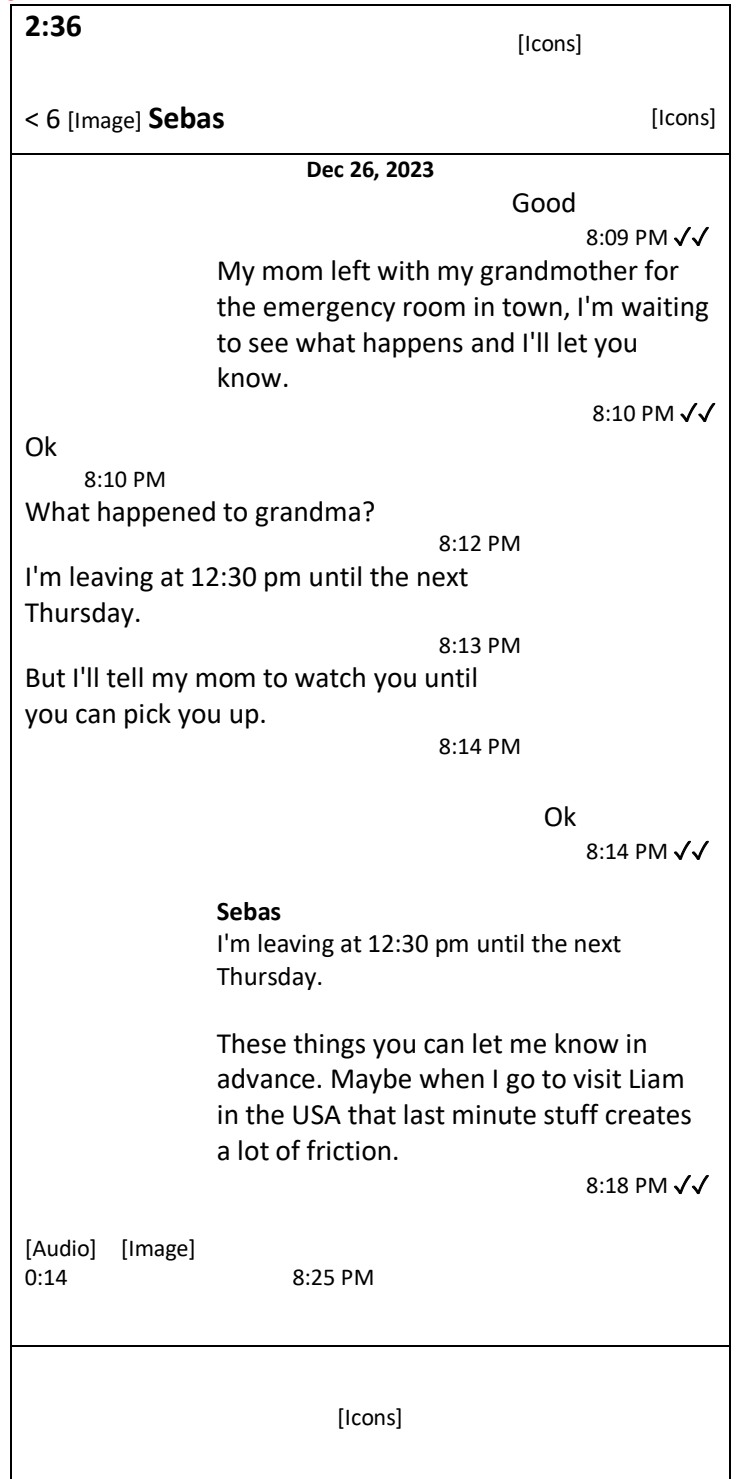 2:36
[Icons]
< 6 [Image] Sebas [Icons]
Dec 26, 2023
Good
8:09 PM ✓✓
My mom left with my grandmother for
the emergency room in town, I'm waiting
to see what happens and I'll let you
know.
8:10 PM ✓✓
Ok
8:10 PM
What happened to grandma?
8:12 PM
I'm leaving at 12:30 pm until the next
Thursday.
8:13 PM
But I'll tell my mom to watch you until
you can pick you up.
8:14 PM
Ok
8:14 PM ✓✓
Sebas
I'm leaving at 12:30 pm until the next
Thursday.
These things you can let me know in
advance. Maybe when I go to visit Liam
in the USA that last minute stuff creates
a lot of friction.
8:18 PM ✓✓
[Audio] [Image]
0:14 8:25 PM
[Icons]